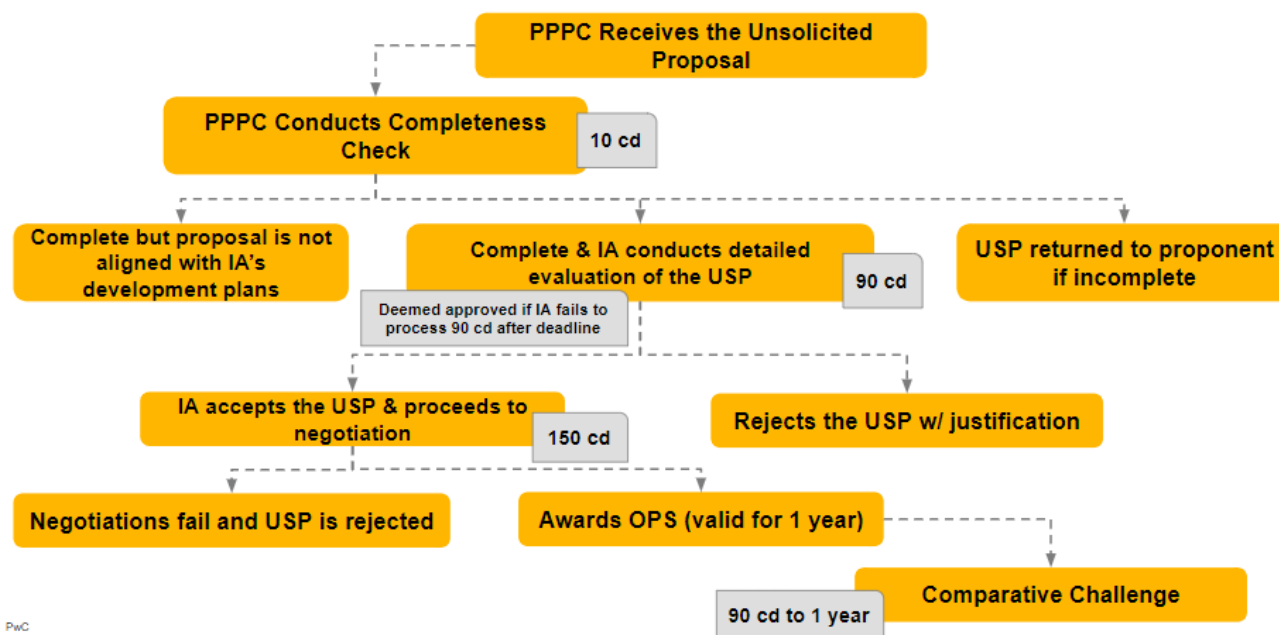 PPPC Receives the Unsolicited
Proposal
PPPC Conducts Completeness
Check
10 cd
Complete but proposal is not
aligned with IA's
development plans
Complete & IA conducts detailed
evaluation of the USP
90 cd
USP returned to proponent
if incomplete
Deemed approved if IA fails to
process 90 cd after deadline
IA accepts the USP & proceeds to
negotiation
150 cd
Rejects the USP w/ justification
Negotiations fail and USP is rejected
Awards OPS (valid for 1 year)
Comparative Challenge
90 cd to 1 year
PwC